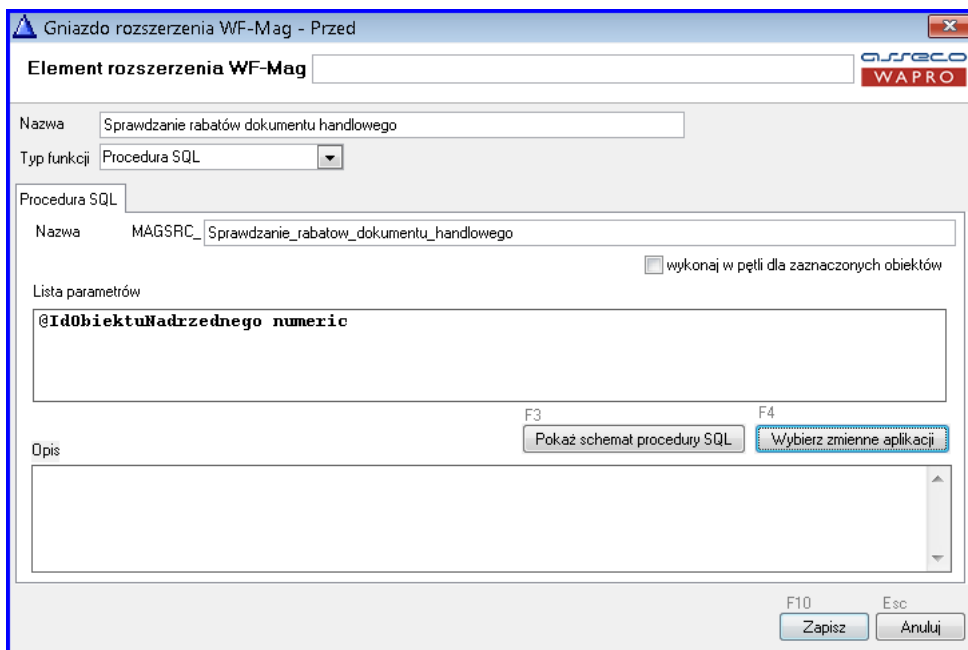 Gniazdo rozszerzenia WF-Mag - Przed
Element rozszerzenia WF-Mag
asseco
WAPRO
Nazwa Sprawdzanie rabatów dokumentu handlowego
Typ funkcji Procedura SQL
Procedura SQL
Nazwa MAGSRC_ Sprawdzanie_rabatow_dokumentu_handlowego
wykonaj w pętli dla zaznaczonych obiektów
Lista parametrów
@IdObiektuNadrzednego numeric
F3 F4
Pokaż schemat procedury SQL Wybierz zmienne aplikacji
Opis
F10 Esc
Zapisz Anuluj